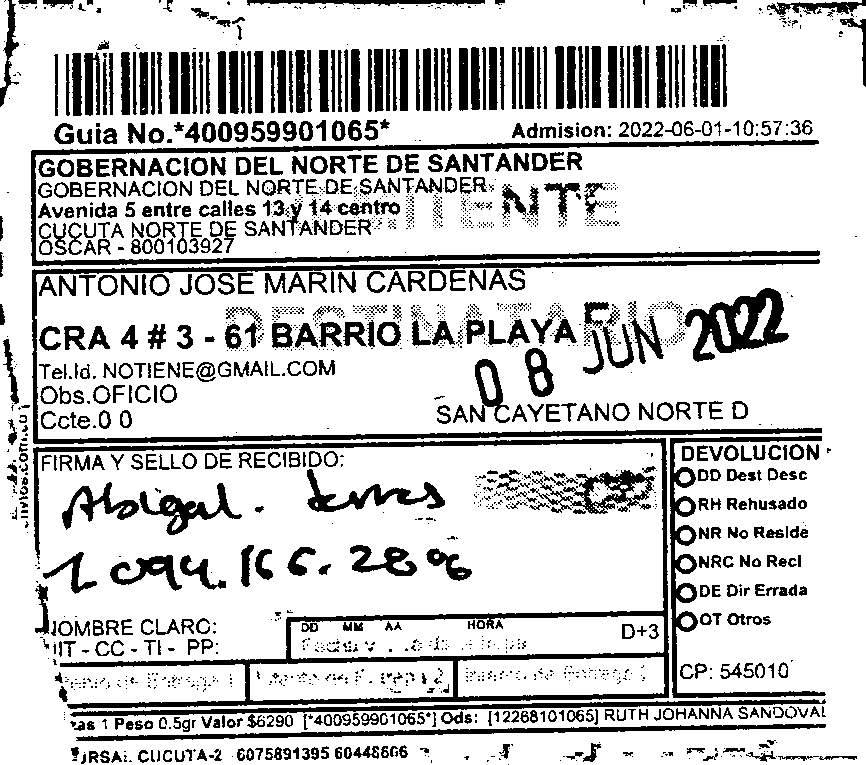 Guia No.*400959901065*
Admision: 2022-06-01-10:57:36
GOBERNACION DEL NORTE DE SANTANDER
GOBERNACION DEL NORTE DE SANTANDER
Avenida 5 entre calles 13 y 14 centro
CUCUTA NORTE DE SANTANDER
OSCAR - 800103927
ANTONIO JOSE MARIN CARDENAS
DESTINATARIO
CRA 4 # 3 - 61 BARRIO LA PLAYA
08 JUN 2022
Tel.Id. NOTIENE@GMAIL.COM
Obs.OFICIO
Ccte.0 0
SAN CAYETANO NORTE D
FIRMA Y SELLO DE RECIBIDO:
Abigal.
DEVOLUCION
DD Dest Desc
RH Rehusado
NR No Reside
NRC No Recl
DE Dir Errada
OT Otros
NOMBRE CLARO:
NIT - CC - TI - PP:
DD MM AA HORA
D+3
CP: 545010
1 Peso 0.5gr Valor $6290 [*400959901065*] Ods: [12268101065] RUTH JOHANNA SANDOVAL
CUCUTA-2 6075891395 60448666